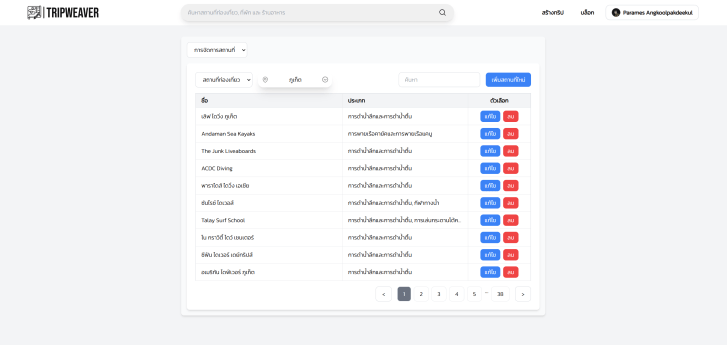 TRIPWEAVER
ค้นหาสถานที่ท่องเที่ยว, ที่พัก และ ร้านอาหาร
สร้างทริป
บล็อก
Parames Angkoolpakdeekul
การจัดการสถานที่
สถานที่ท่องเที่ยว
ภูเก็ต
ค้นหา
เพิ่มสถานที่ใหม่
ชื่อ ประเภท ตัวเลือก
เลิฟ ไดวิ่ง ภูเก็ต การดำน้ำลึกและการดำน้ำตื้น แก้ไข ลบ
Andaman Sea Kayaks การพายเรือคายัคและการพายเรือแคนู แก้ไข ลบ
The Junk Liveaboards การดำน้ำลึกและการดำน้ำตื้น แก้ไข ลบ
ACDC Diving การดำน้ำลึกและการดำน้ำตื้น แก้ไข ลบ
พาราไดส์ ไดวิ่ง เอเชีย การดำน้ำลึกและการดำน้ำตื้น แก้ไข ลบ
ซันไรย์ ไดเวอส์ การดำน้ำลึกและการดำน้ำตื้น, กีฬาทางน้ำ แก้ไข ลบ
Talay Surf School การดำน้ำลึกและการดำน้ำตื้น, การเล่นกระดานโต้ค... แก้ไข ลบ
โน กราวิตี้ ไดว์ เซนเตอร์ การดำน้ำลึกและการดำน้ำตื้น แก้ไข ลบ
ซีฟัน ไดเวอร์ เดย์ทริปส์ การดำน้ำลึกและการดำน้ำตื้น แก้ไข ลบ
อเมริกัน ไดฟ์เวอร์ ภูเก็ต การดำน้ำลึกและการดำน้ำตื้น แก้ไข ลบ
< 1 2 3 4 5 ... 38 >